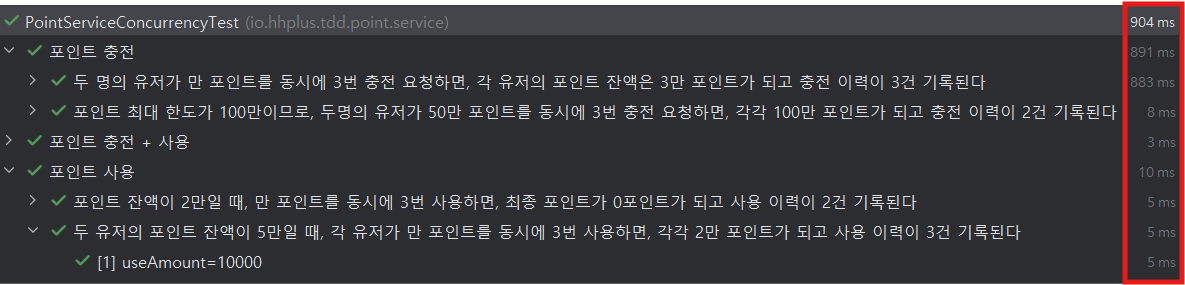 PointServiceConcurrencyTest (io.hhplus.tdd.point.service) 904 ms
포인트 충전 891 ms
두 명의 유저가 만 포인트를 동시에 3번 충전 요청하면, 각 유저의 포인트 잔액은 3만 포인트가 되고 충전 이력이 3건 기록된다 883 ms
포인트 최대 한도가 100만이므로, 두명의 유저가 50만 포인트를 동시에 3번 충전 요청하면, 각각 100만 포인트가 되고 충전 이력이 2건 기록된다 8 ms
포인트 충전 + 사용 3 ms
포인트 사용 10 ms
포인트 잔액이 2만일 때, 만 포인트를 동시에 3번 사용하면, 최종 포인트가 0포인트가 되고 사용 이력이 2건 기록된다 5 ms
두 유저의 포인트 잔액이 5만일 때, 각 유저가 만 포인트를 동시에 3번 사용하면, 각각 2만 포인트가 되고 사용 이력이 3건 기록된다 5 ms
[1] useAmount=10000 5 ms